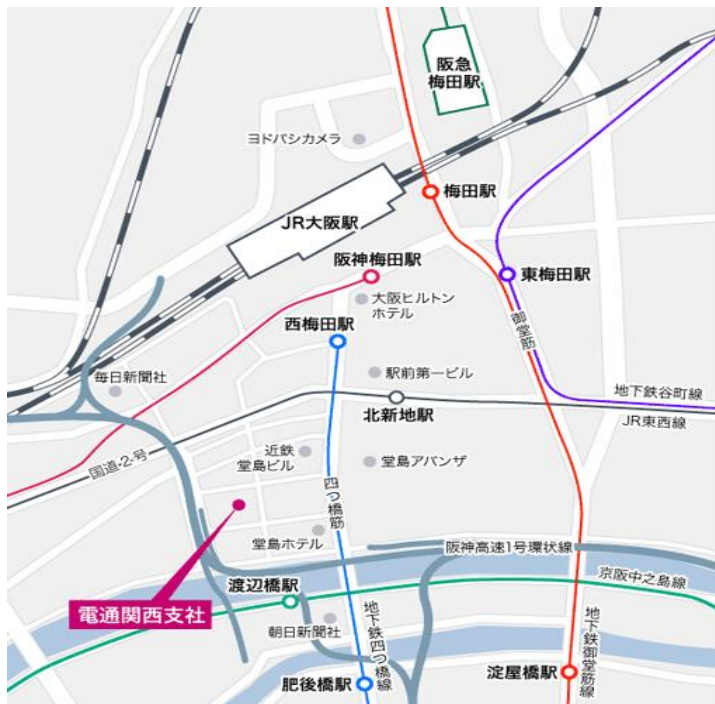 阪急
梅田駅
ヨドバシカメラ
梅田駅
JR大阪駅
阪神梅田駅
東梅田駅
大阪ヒルトン
ホテル
御堂筋
西梅田駅
毎日新聞社
駅前第一ビル
地下鉄谷町線
北新地駅
JR東西線
国道2号
近鉄
堂島ビル
堂島アバンザ
四つ橋筋
堂島ホテル
阪神高速1号環状線
渡辺橋駅
京阪中之島線
電通関西支社
朝日新聞社
地下鉄四つ橋線
地下鉄御堂筋線
肥後橋駅
淀屋橋駅